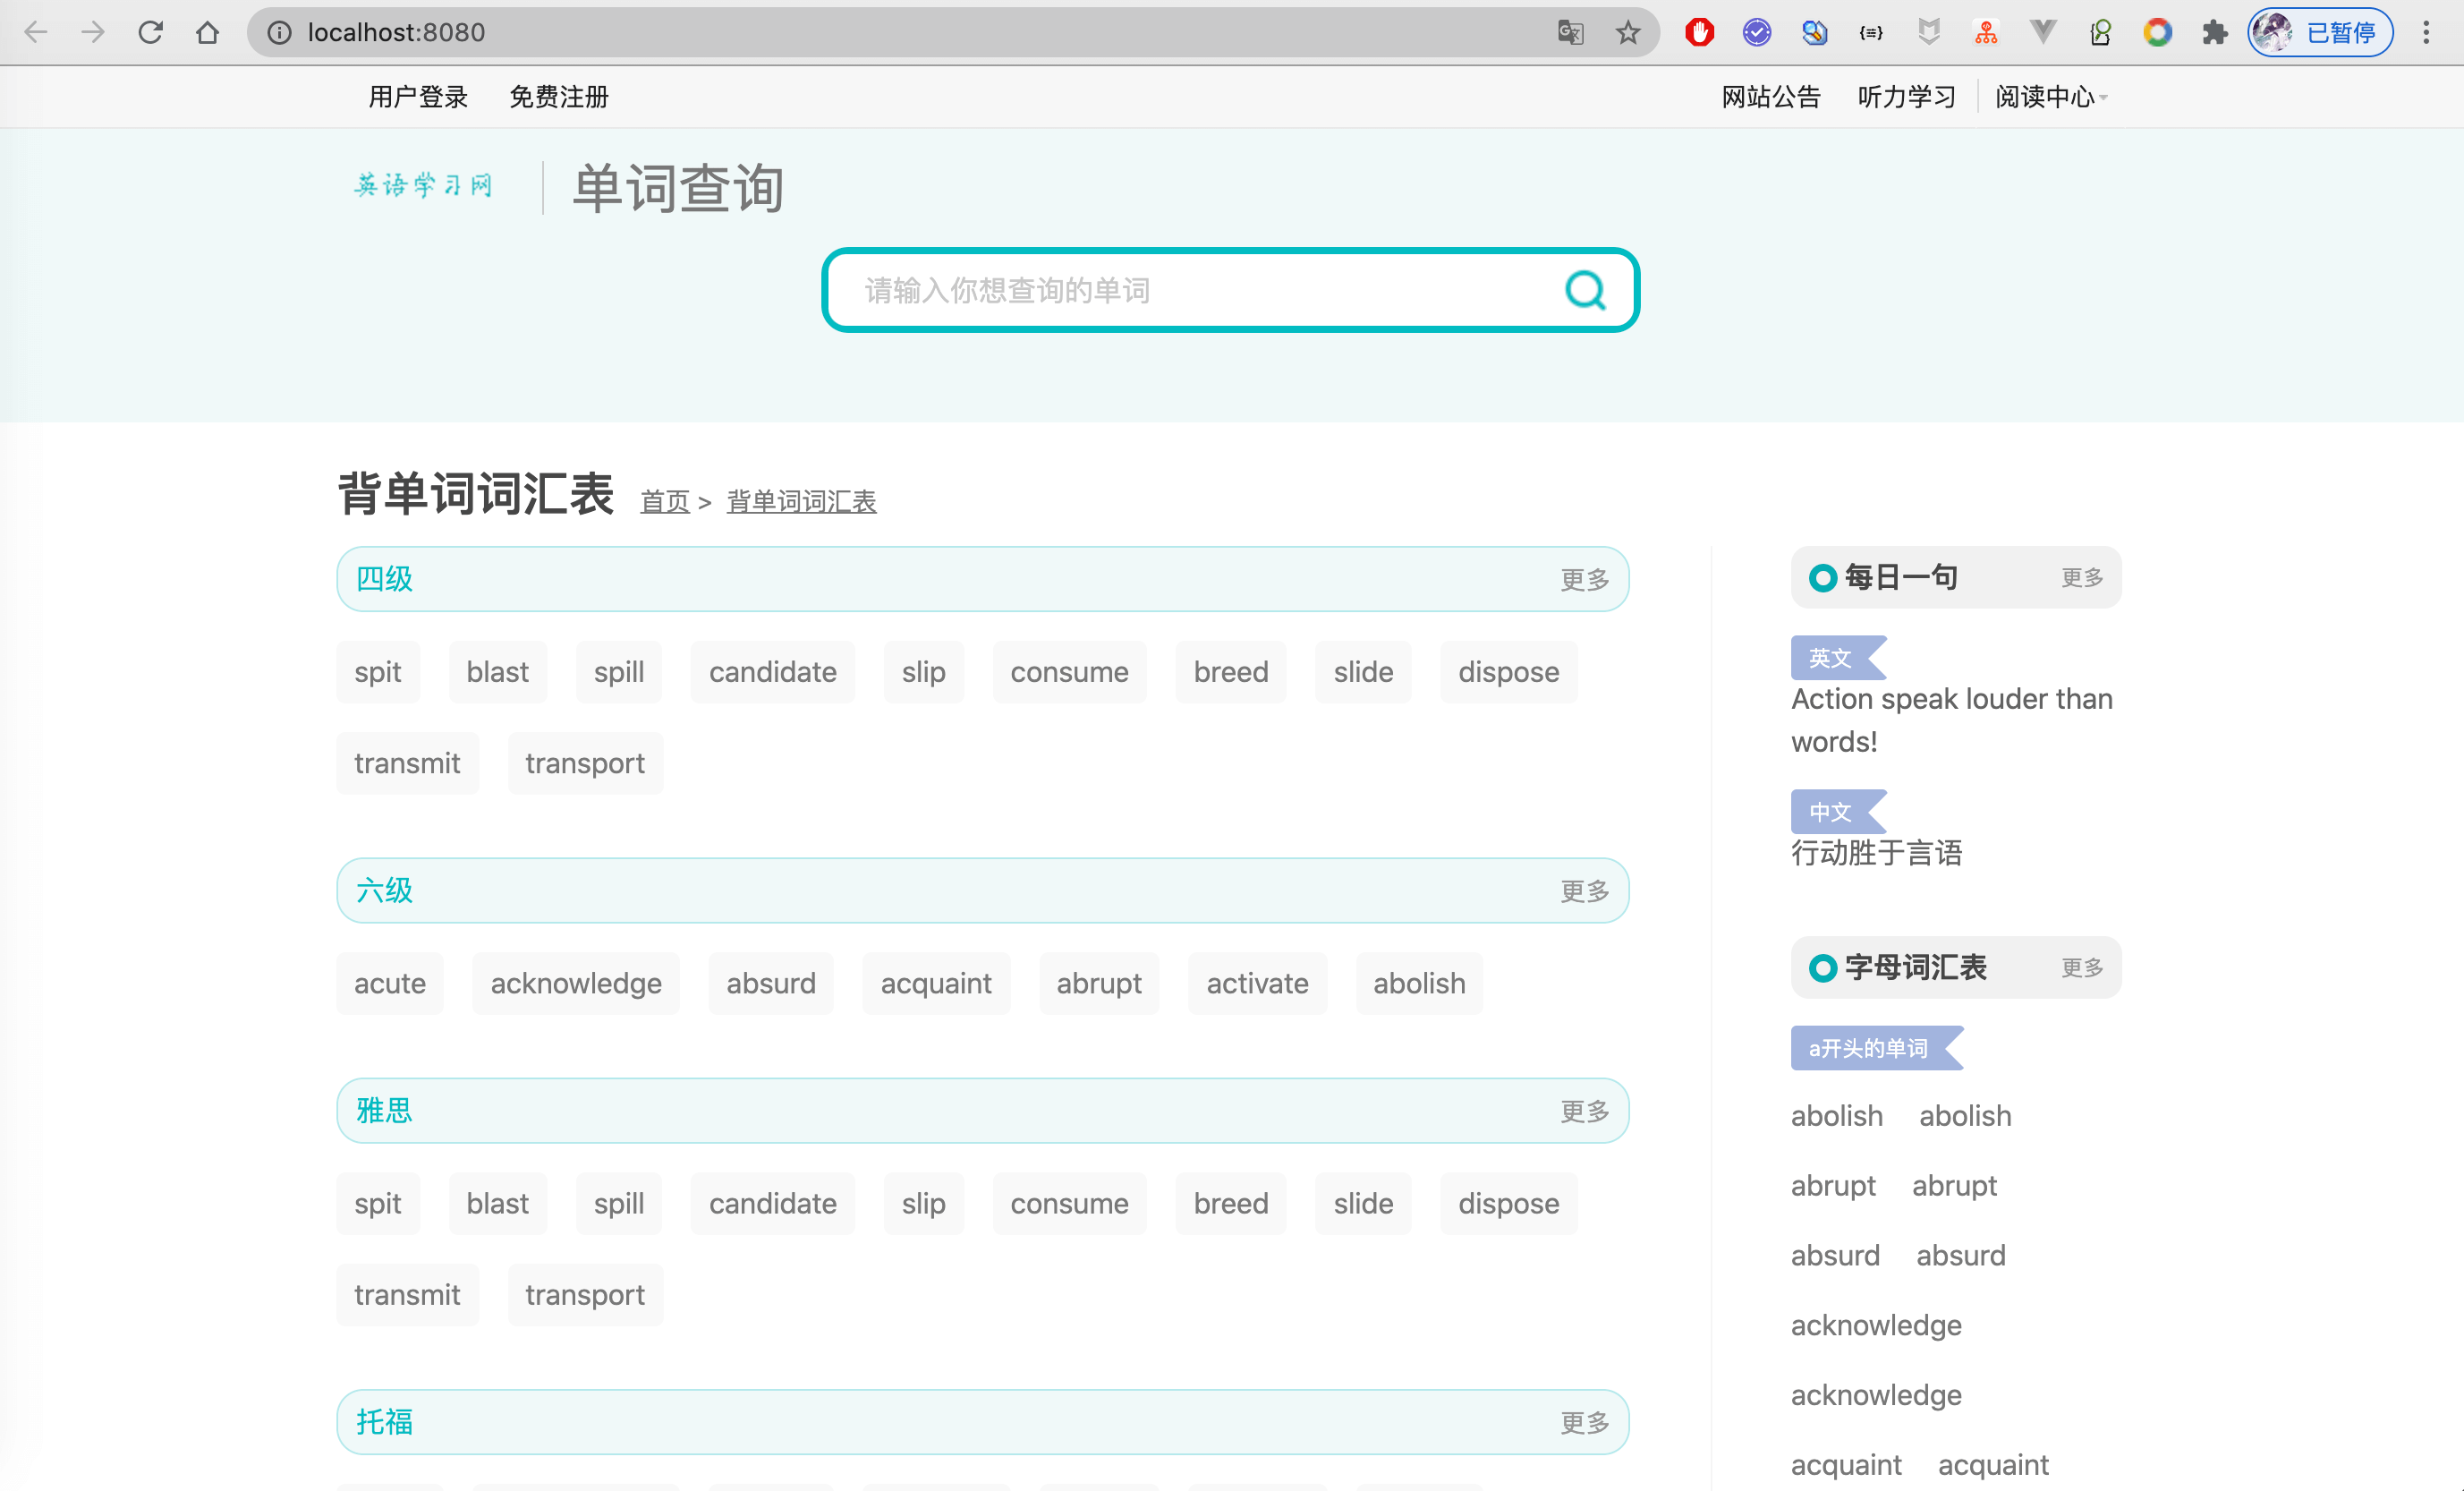 localhost:8080
已暂停
用户登录 免费注册 网站公告 听力学习 阅读中心
英语学习网 单词查询
请输入你想查询的单词
背单词词汇表 首页 > 背单词词汇表
四级 更多
spit blast spill candidate slip consume breed slide dispose
transmit transport
六级 更多
acute acknowledge absurd acquaint abrupt activate abolish
雅思 更多
spit blast spill candidate slip consume breed slide dispose
transmit transport
托福 更多
每日一句 更多
英文
Action speak louder than
words!
中文
行动胜于言语
字母词汇表 更多
a开头的单词
abolish abolish
abrupt abrupt
absurd absurd
acknowledge
acknowledge
acquaint acquaint